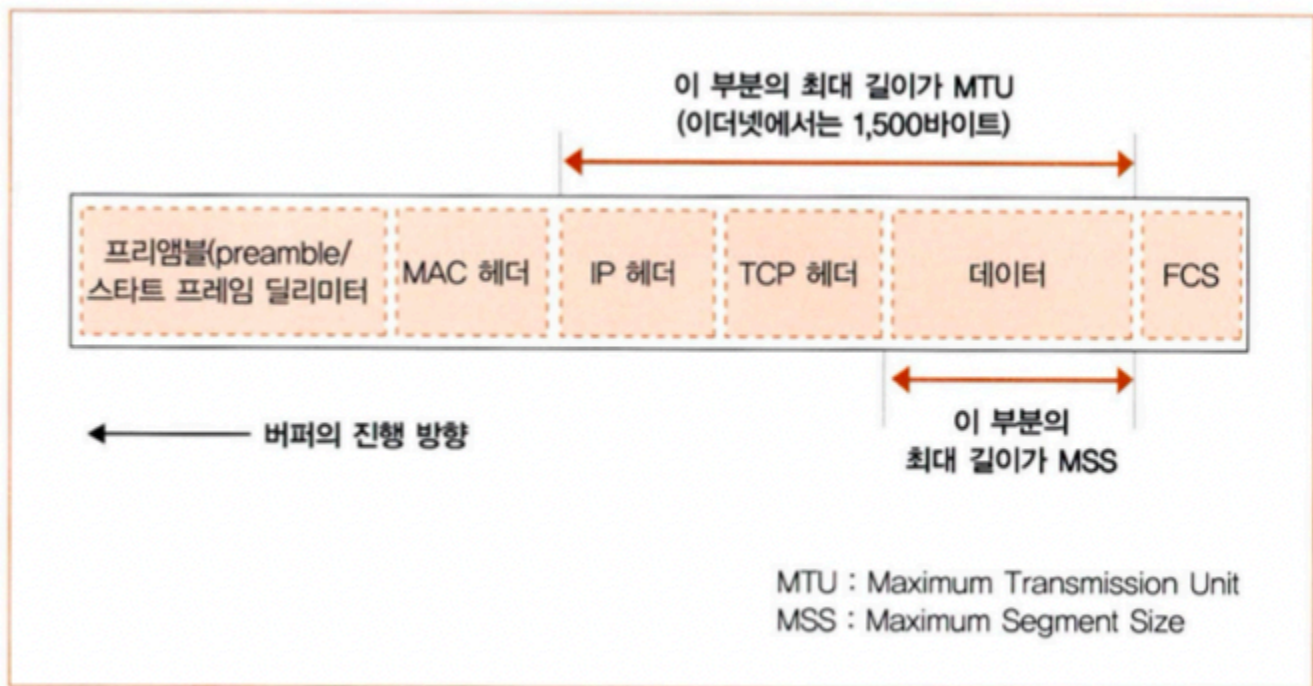 이 부분의 최대 길이가 MTU
(이더넷에서는 1,500바이트)
프리앰블(preamble/
스타트 프레임 딜리미터
MAC 헤더
IP 헤더
TCP 헤더
데이터
FCS
버퍼의 진행 방향
이 부분의
최대 길이가 MSS
MTU : Maximum Transmission Unit
MSS : Maximum Segment Size